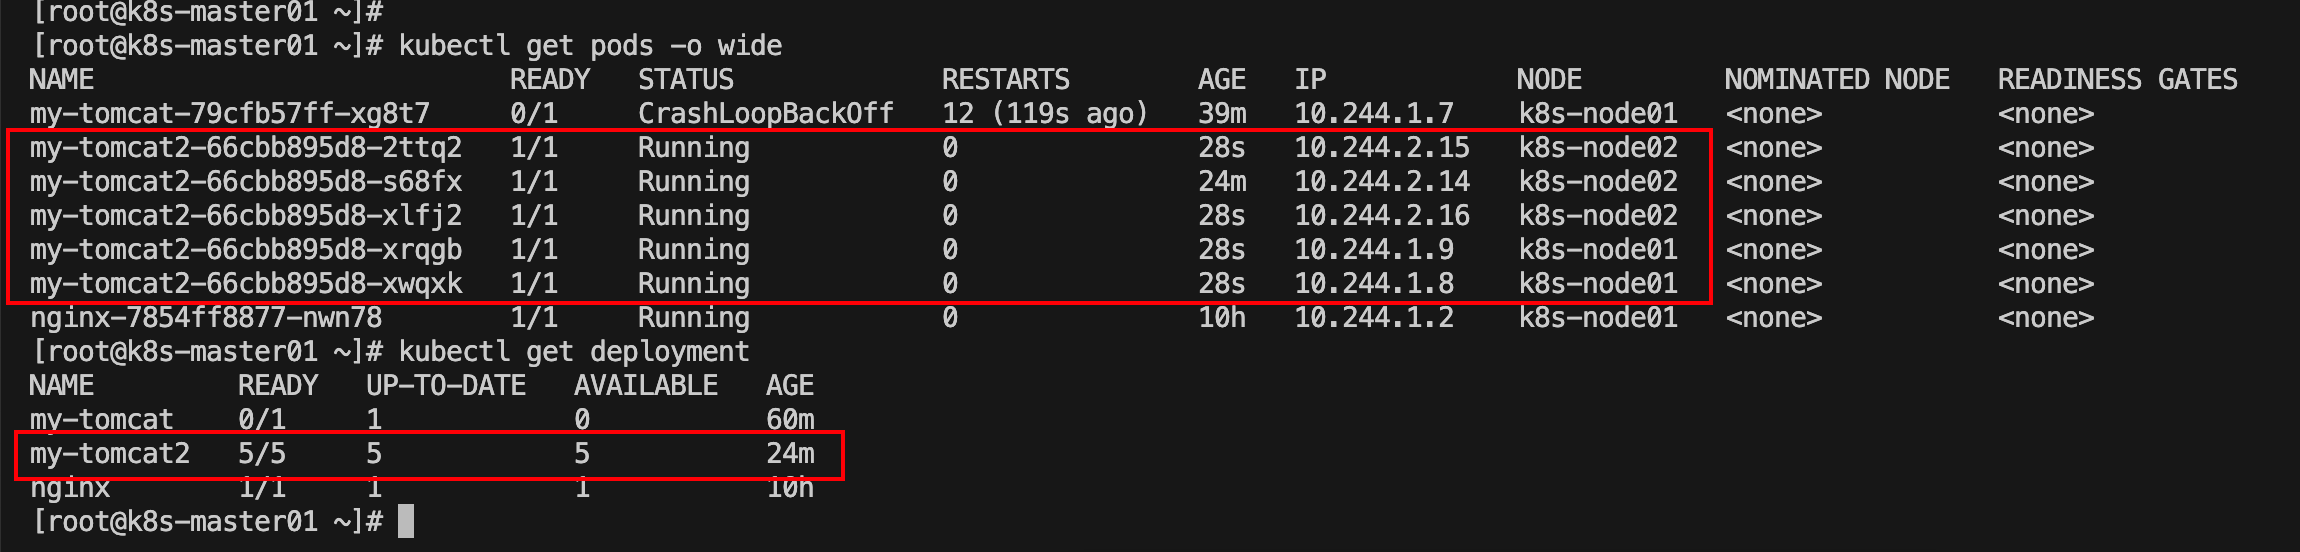 [root@k8s-master01 ~]#
[root@k8s-master01 ~]# kubectl get pods -o wide
NAME READY STATUS RESTARTS AGE IP NODE NOMINATED NODE READINESS GATES
my-tomcat-79cfb57ff-xg8t7 0/1 CrashLoopBackOff 12 (119s ago) 39m 10.244.1.7 k8s-node01 <none> <none>
my-tomcat2-66cbb895d8-2ttq2 1/1 Running 0 28s 10.244.2.15 k8s-node02 <none> <none>
my-tomcat2-66cbb895d8-s68fx 1/1 Running 0 24m 10.244.2.14 k8s-node02 <none> <none>
my-tomcat2-66cbb895d8-xlfj2 1/1 Running 0 28s 10.244.2.16 k8s-node02 <none> <none>
my-tomcat2-66cbb895d8-xrqgb 1/1 Running 0 28s 10.244.1.9 k8s-node01 <none> <none>
my-tomcat2-66cbb895d8-xwqxk 1/1 Running 0 28s 10.244.1.8 k8s-node01 <none> <none>
nginx-7854ff8877-nwn78 1/1 Running 0 10h 10.244.1.2 k8s-node01 <none> <none>
[root@k8s-master01 ~]# kubectl get deployment
NAME READY UP-TO-DATE AVAILABLE AGE
my-tomcat 0/1 1 0 60m
my-tomcat2 5/5 5 5 24m
nginx 1/1 1 1 10h
[root@k8s-master01 ~]#